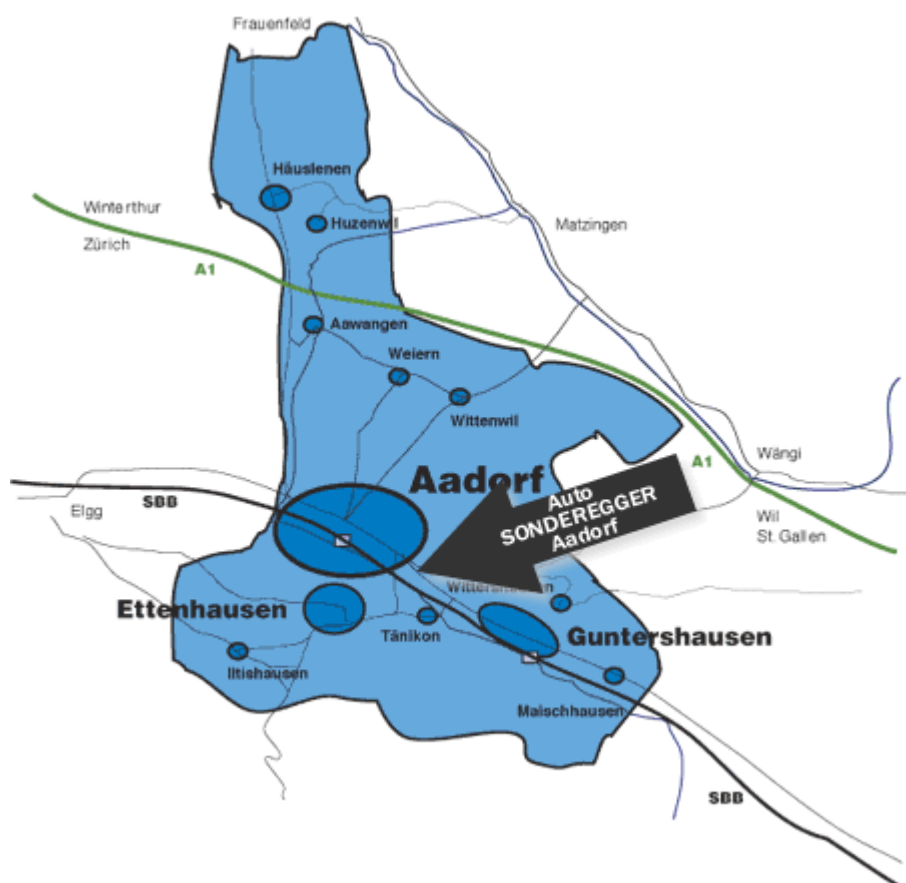 Frauenfeld
Häuslenen
Huzenwil
Winterthur
Zürich
A1
Matzingen
Aawangen
Weiern
Wittenwil
Aadorf
A1
Wängi
SBB
Elgg
Auto
SONDEREGGER
Aadorf
Wil
St. Gallen
Wittershausen
Ettenhausen
Tänikon
Guntershausen
Iltishausen
Maischhausen
SBB